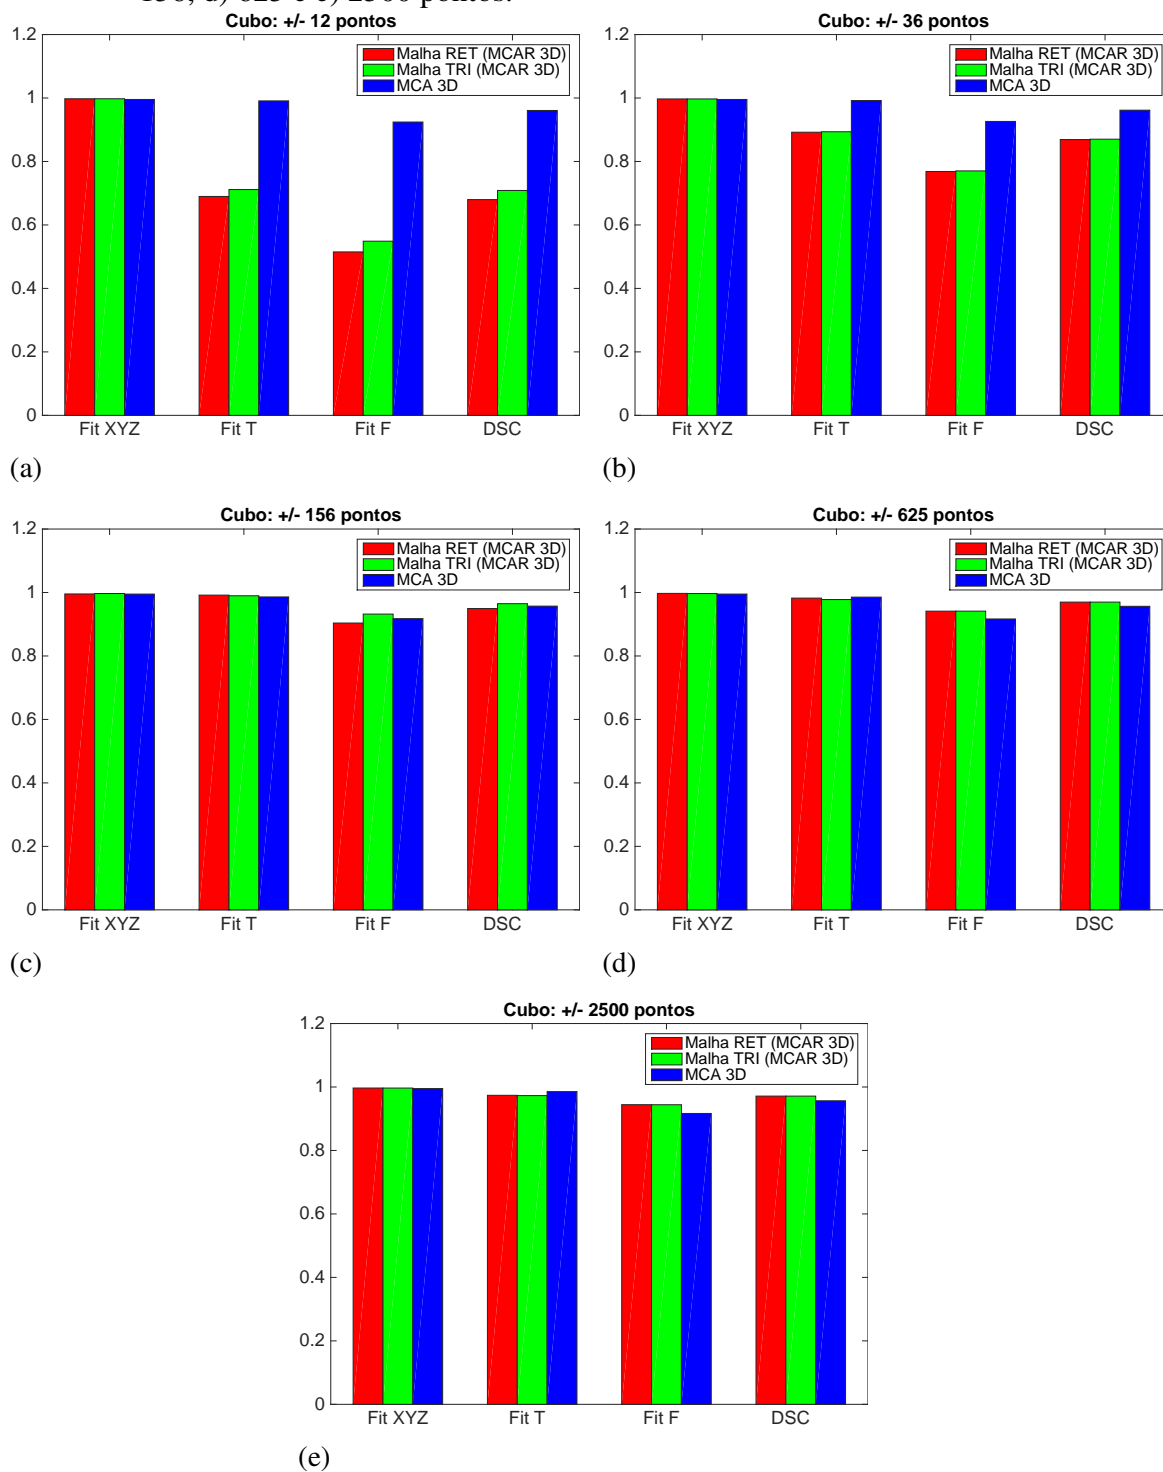 156, d) 625 e e) 2500 pontos.
Cubo: +/- 12 pontos
1.2
1
0.8
0.6
0.4
0.2
0
Malha RET (MCAR 3D)
Malha TRI (MCAR 3D)
MCA 3D
Fit XYZ Fit T Fit F DSC
(a)
Cubo: +/- 36 pontos
1.2
1
0.8
0.6
0.4
0.2
0
Malha RET (MCAR 3D)
Malha TRI (MCAR 3D)
MCA 3D
Fit XYZ Fit T Fit F DSC
(b)
Cubo: +/- 156 pontos
1.2
1
0.8
0.6
0.4
0.2
0
Malha RET (MCAR 3D)
Malha TRI (MCAR 3D)
MCA 3D
Fit XYZ Fit T Fit F DSC
(c)
Cubo: +/- 625 pontos
1.2
1
0.8
0.6
0.4
0.2
0
Malha RET (MCAR 3D)
Malha TRI (MCAR 3D)
MCA 3D
Fit XYZ Fit T Fit F DSC
(d)
Cubo: +/- 2500 pontos
1.2
1
0.8
0.6
0.4
0.2
0
Malha RET (MCAR 3D)
Malha TRI (MCAR 3D)
MCA 3D
Fit XYZ Fit T Fit F DSC
(e)